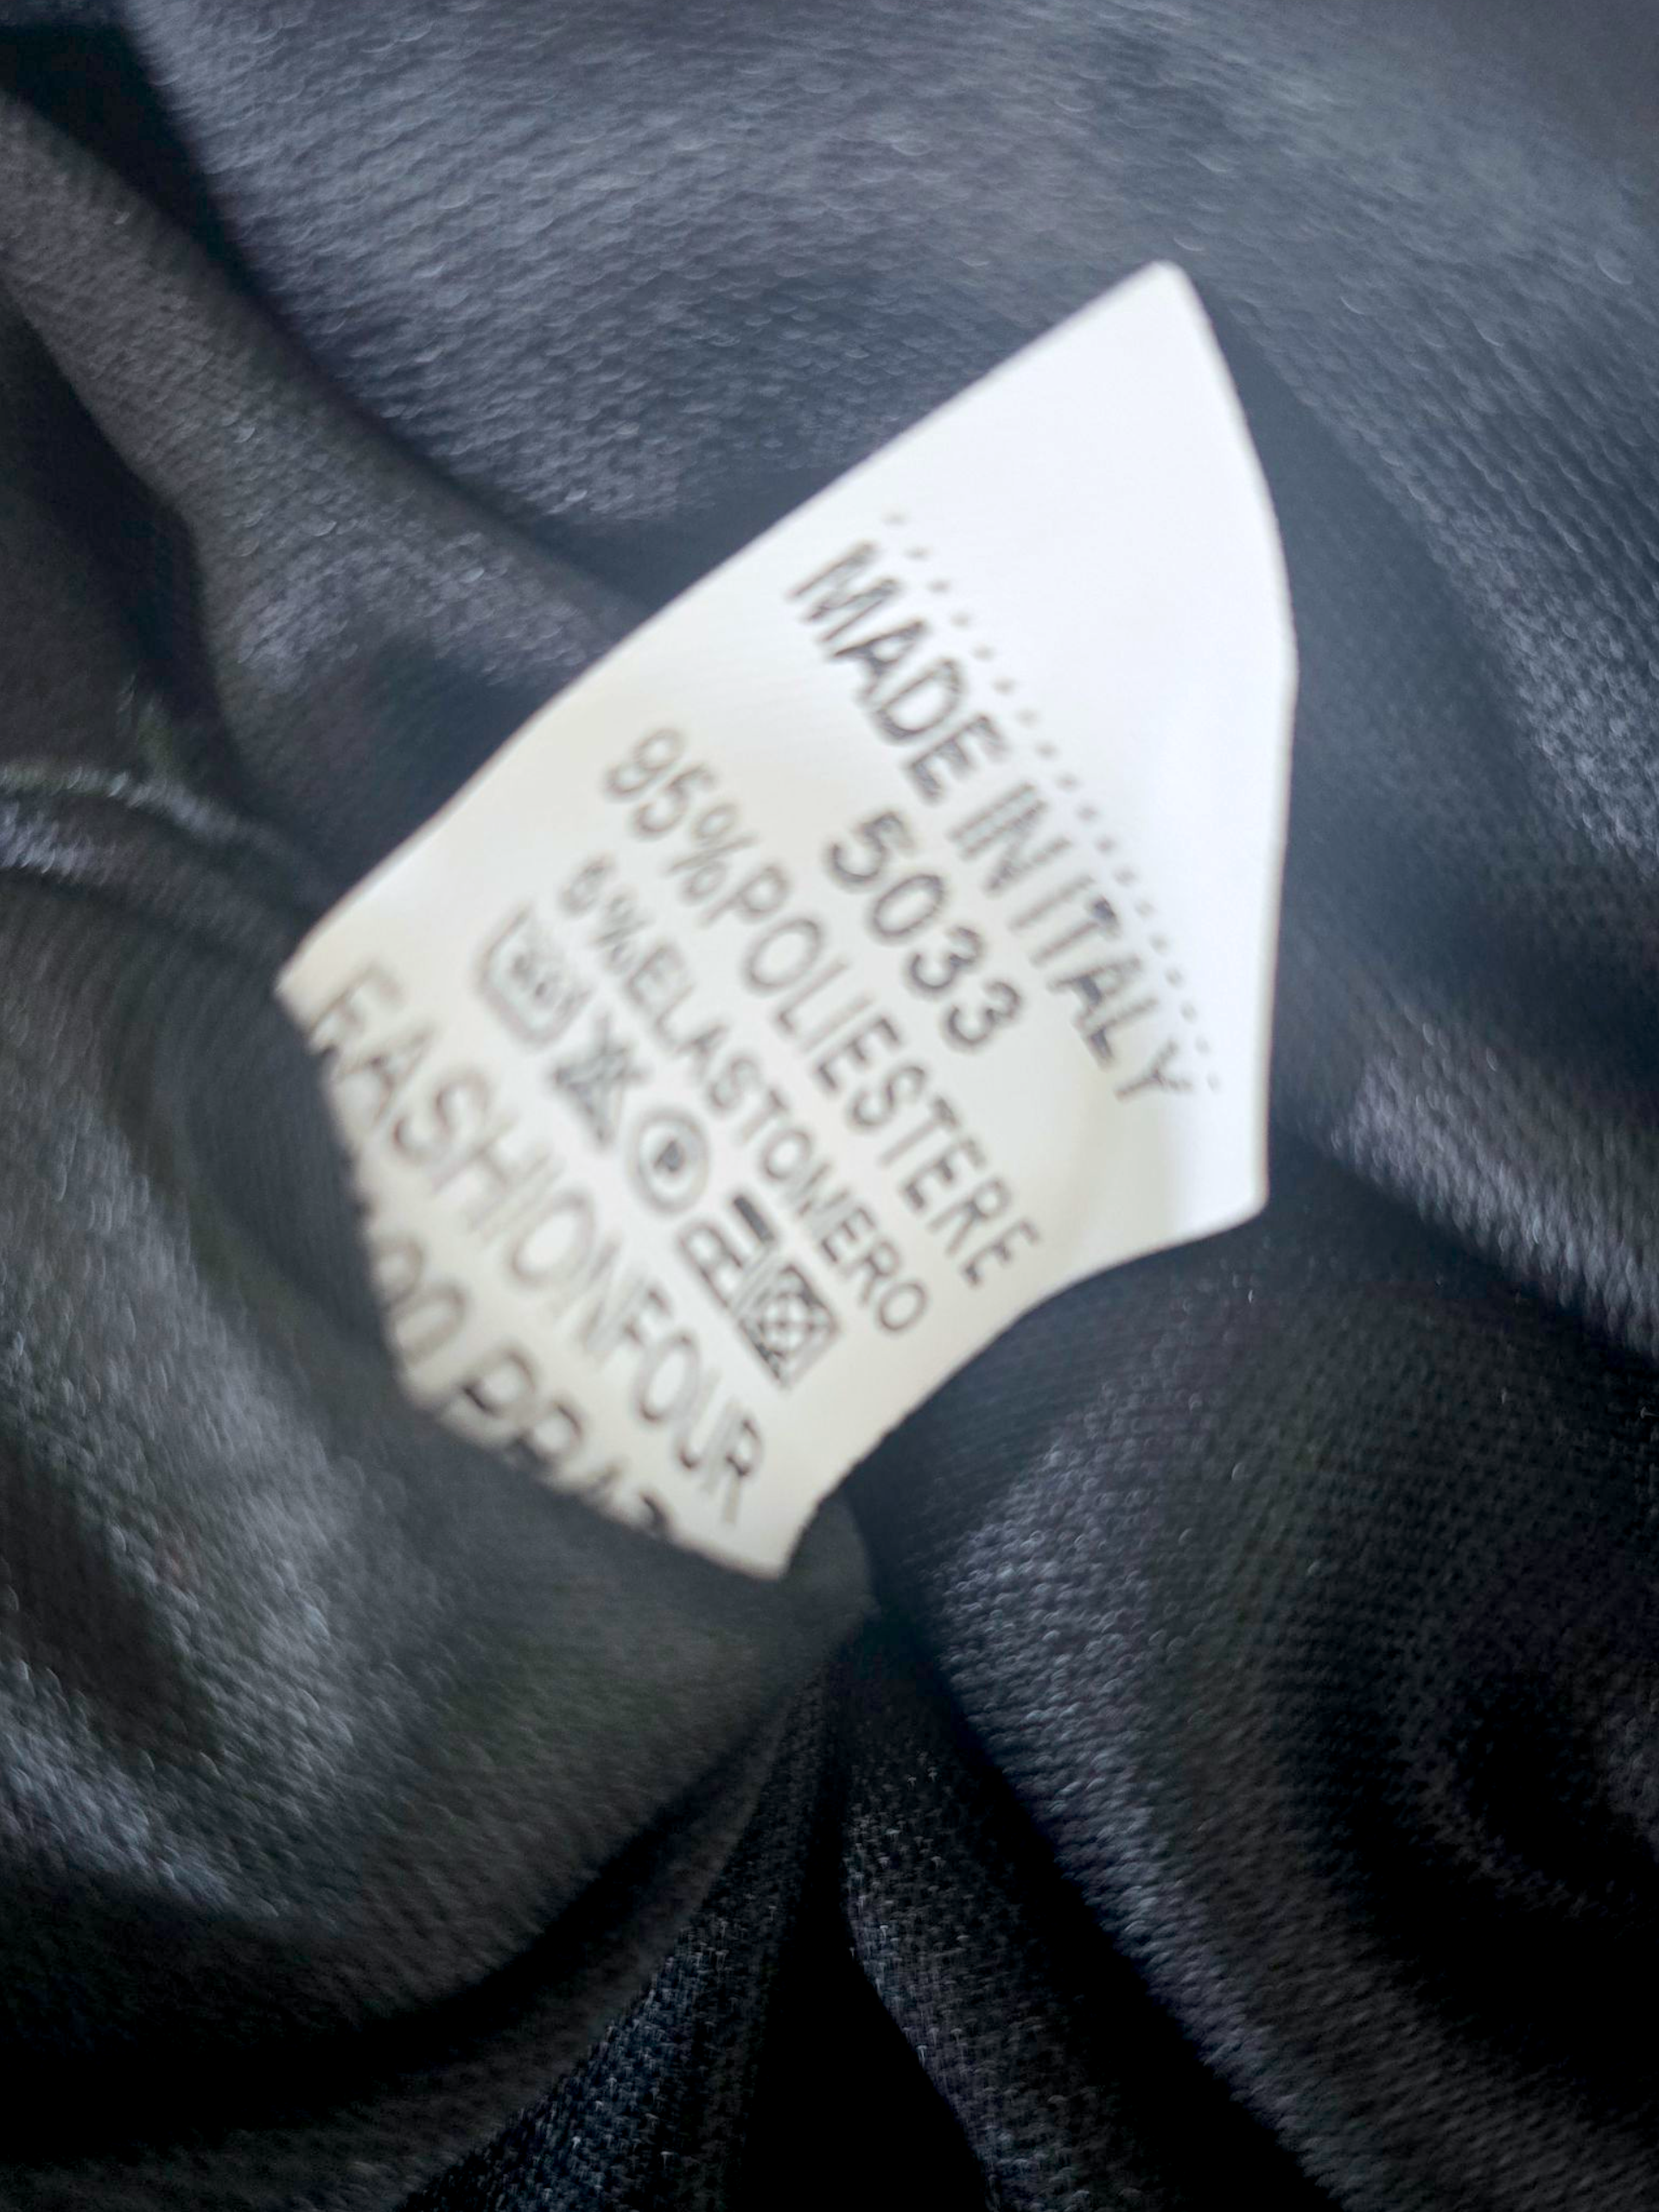 MADE IN ITALY
5033
95%POLIESTERE
5%ELASTOMERO
FASHIONFOUR